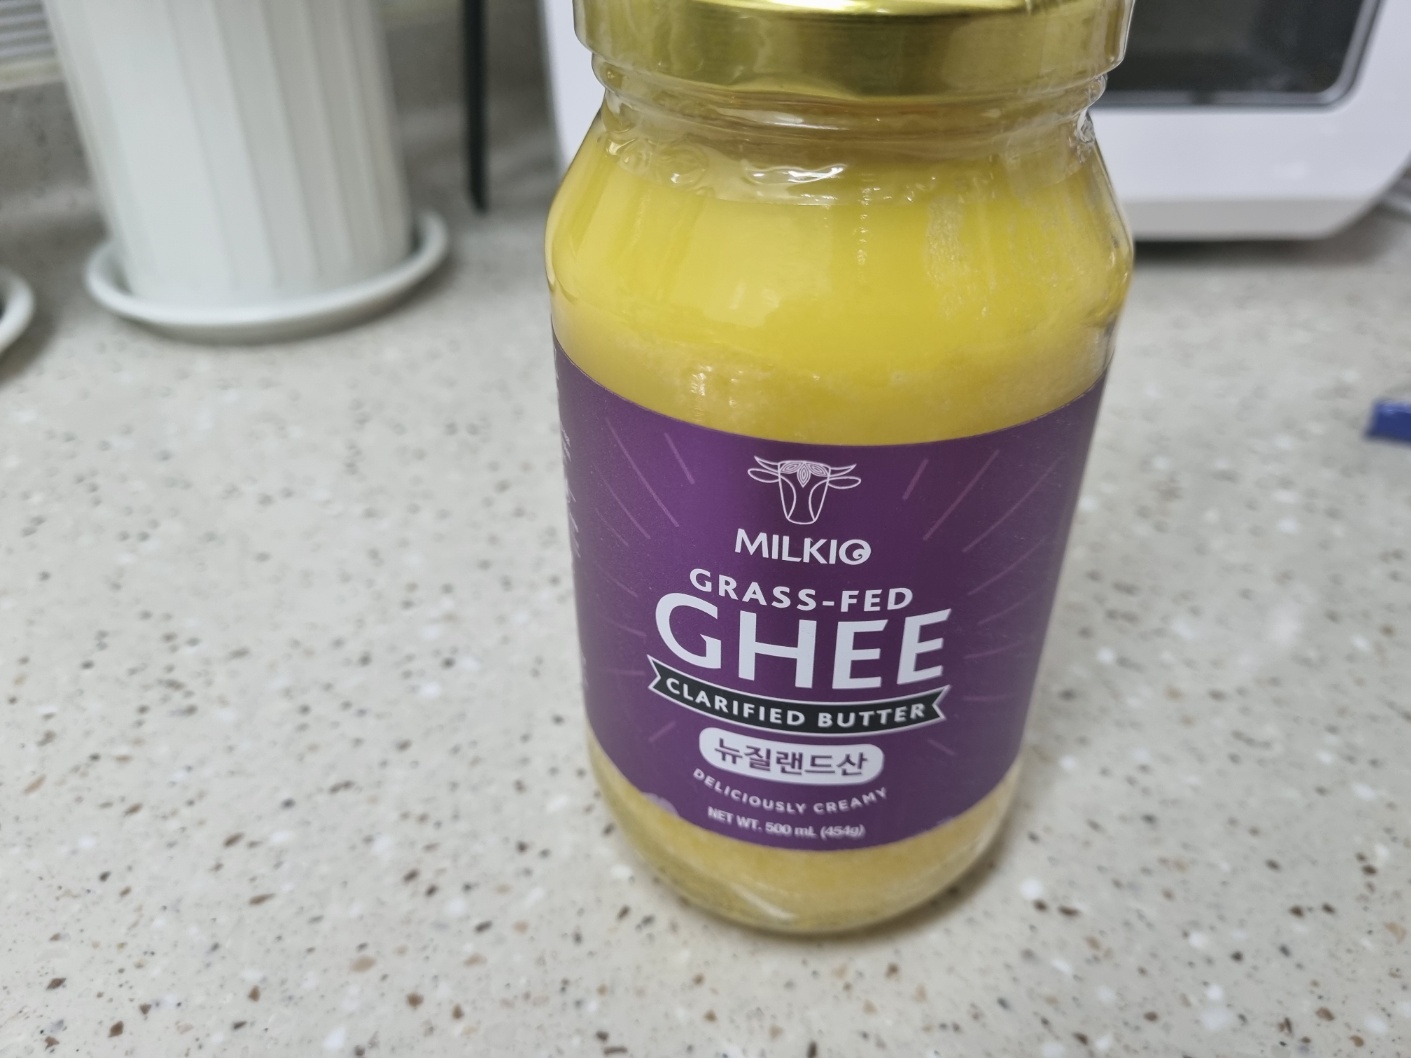 MILKIO
GRASS-FED
GHEE
CLARIFIED BUTTER
뉴질랜드산
DELICIOUSLY CREAMY
NET WT. 500 mL (454g)